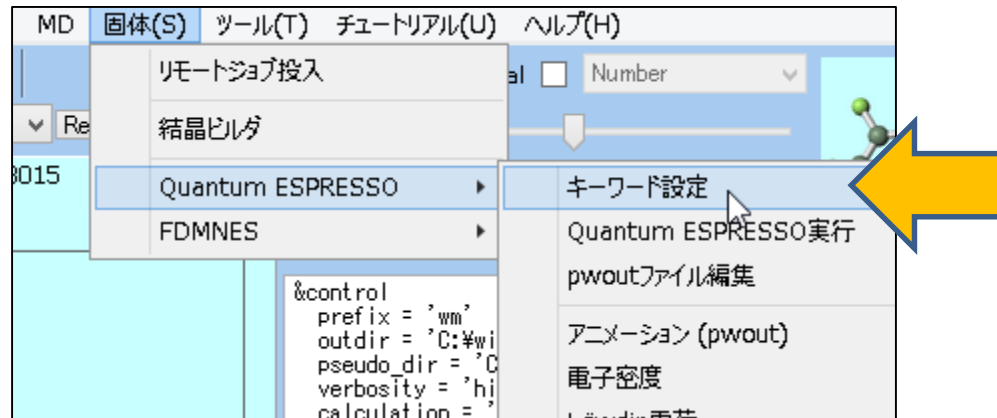 MD 固体(S) ツール(T) チュートリアル(U) ヘルプ(H)
リモートジョブ投入
al Number
結晶ビルダ
Re
3015
Quantum ESPRESSO
キーワード設定
FDMNES
Quantum ESPRESSO実行
pwoutファイル編集
&control
prefix = 'wm'
outdir = 'C:¥wi
pseudo_dir = 'C
verbosity = 'hi
calculation = '
アニメーション (pwout)
電子密度